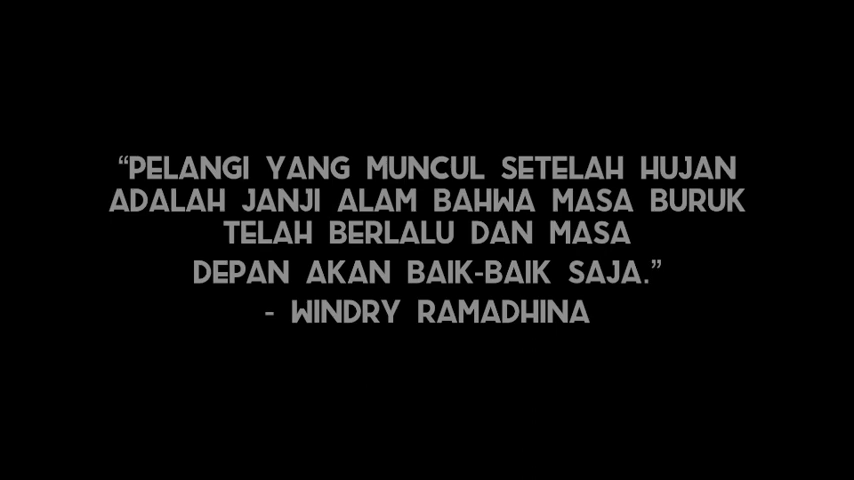 “PELANGI YANG MUNCUL SETELAH HUJAN
ADALAH JANJI ALAM BAHWA MASA BURUK
TELAH BERLALU DAN MASA
DEPAN AKAN BAIK-BAIK SAJA.”
- WINDRY RAMADHINA